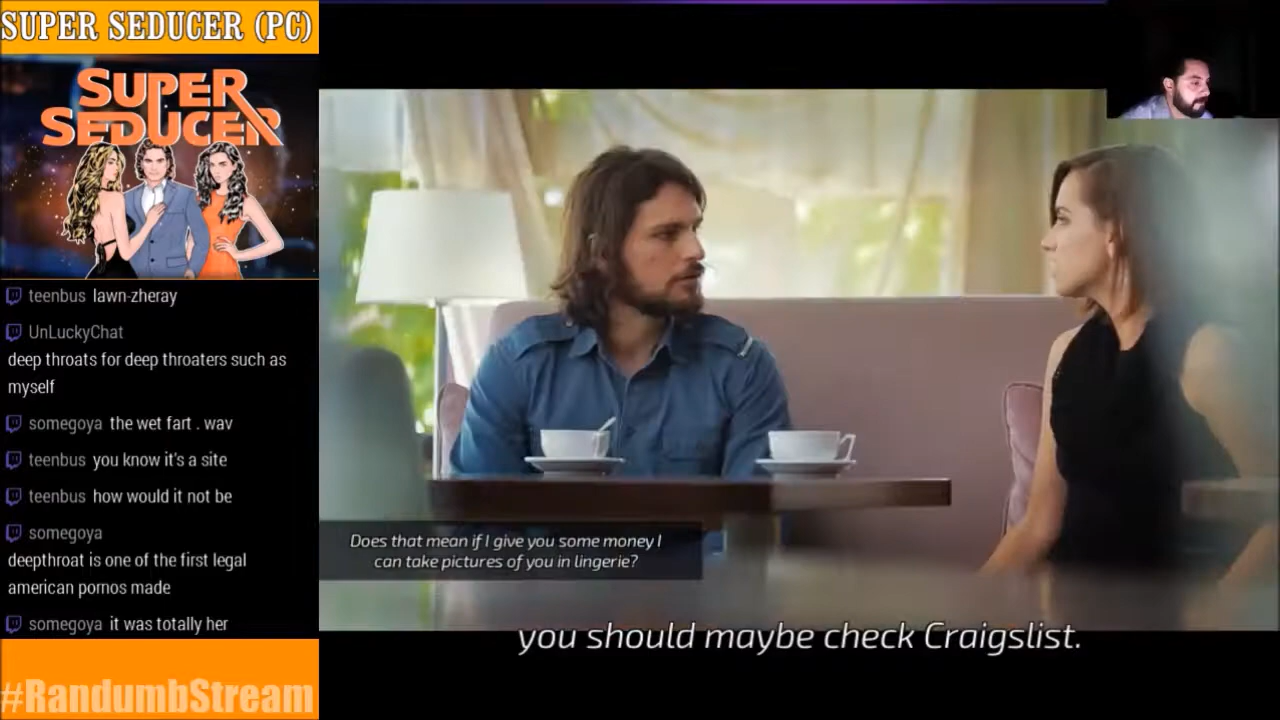 SUPER SEDUCER (PC)
SUPER
SEDUCER
teenbus lawn-zheray
UnLuckyChat
deep throats for deep throaters such as
myself
somegoya the wet fart . wav
teenbus you know it's a site
teenbus how would it not be
somegoya
deepthroat is one of the first legal
american pornos made
somegoya it was totally her
#RandumbStream
Does that mean if I give you some money I
can take pictures of you in lingerie?
you should maybe check Craigslist.